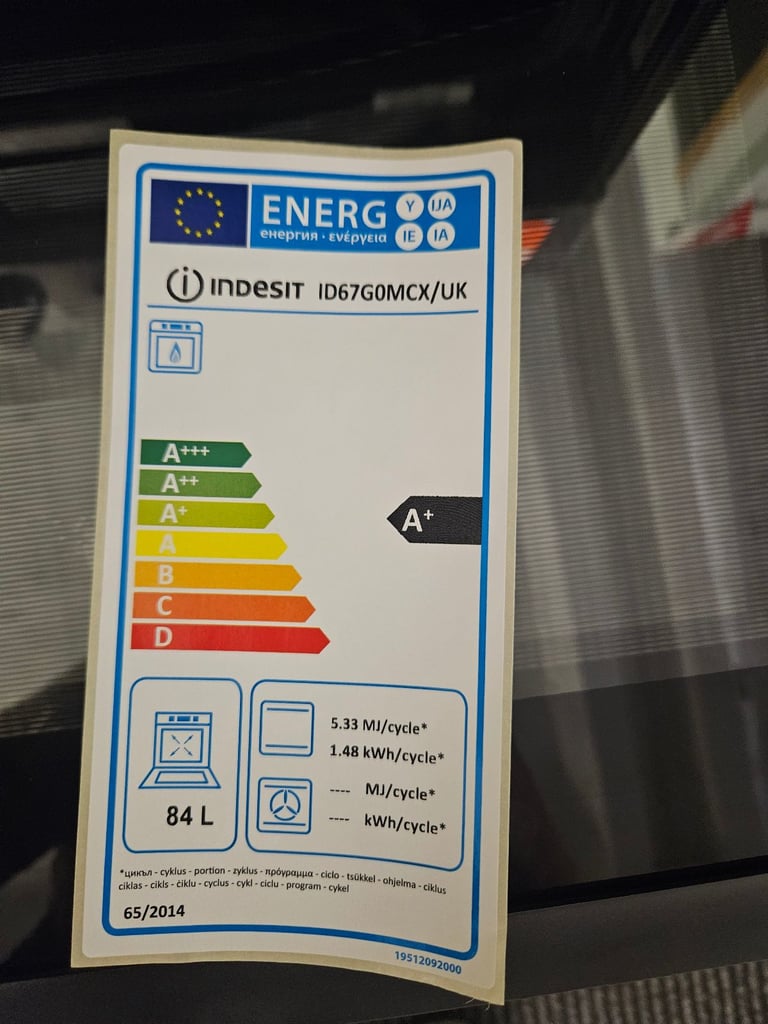 ENERG Y IJA
енергия · ενέργεια IE IA
indesit ID67G0MCX/UK
A+++
A++
A+
A+
A
B
C
D
5.33 MJ/cycle*
1.48 kWh/cycle*
---- MJ/cycle*
---- kWh/cycle*
84 L
*цикъл - cyklus - portion - zyklus - πρόγραμμα - ciclo - tsükkel - ohjelma - ciklus
ciklas - cikls - ċiklu - cyclus - cykl - ciclu - program - cykel
65/2014
19512092000